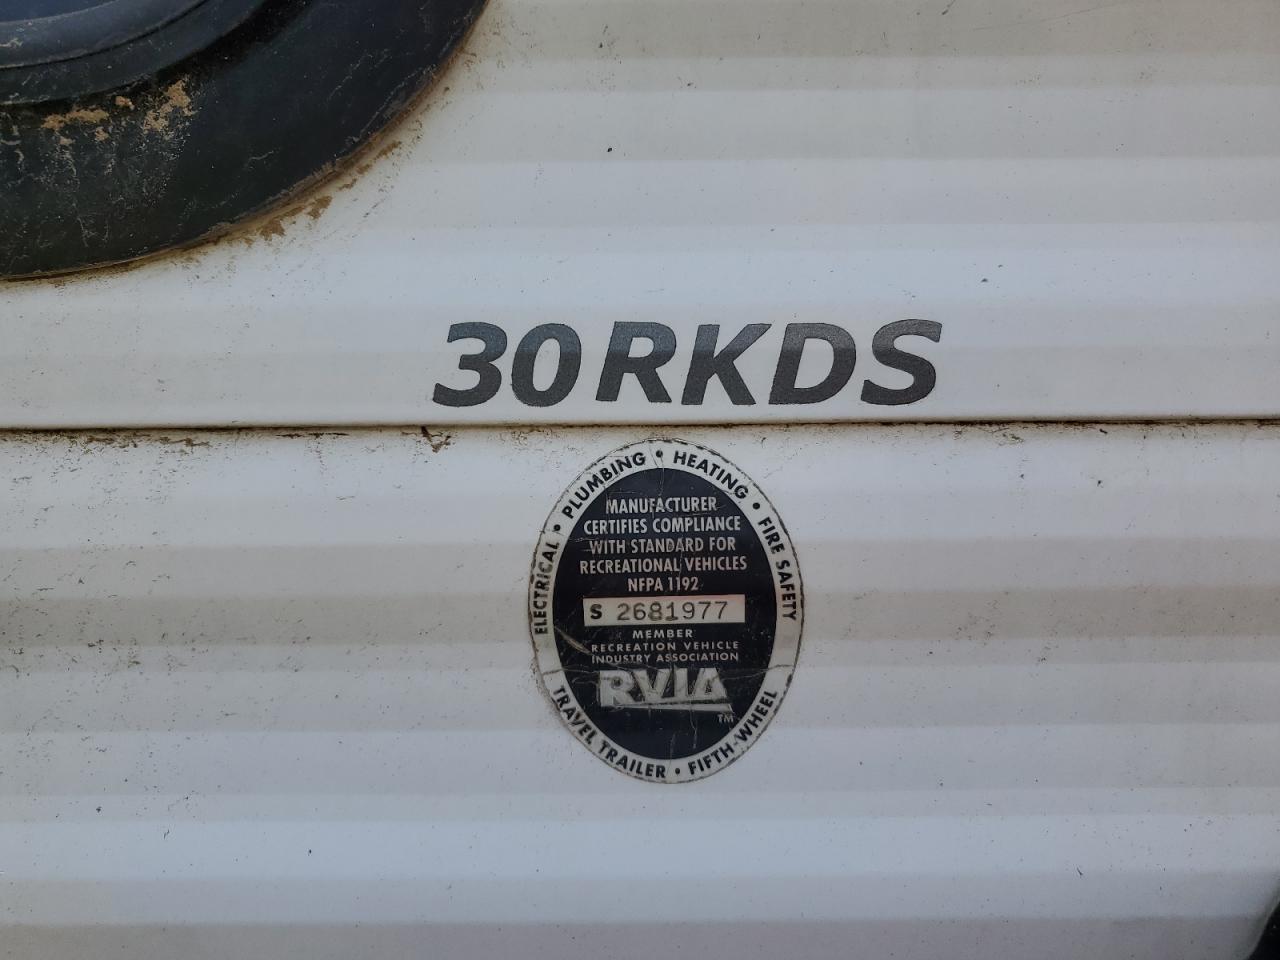 30RKDS
ELECTRICAL • PLUMBING • HEATING • FIRE SAFETY
MANUFACTURER
CERTIFIES COMPLIANCE
WITH STANDARD FOR
RECREATIONAL VEHICLES
NFPA 1192
S 2681977
MEMBER
RECREATION VEHICLE
INDUSTRY ASSOCIATION
RVIA
TM
TRAVEL TRAILER • FIFTH-WHEEL